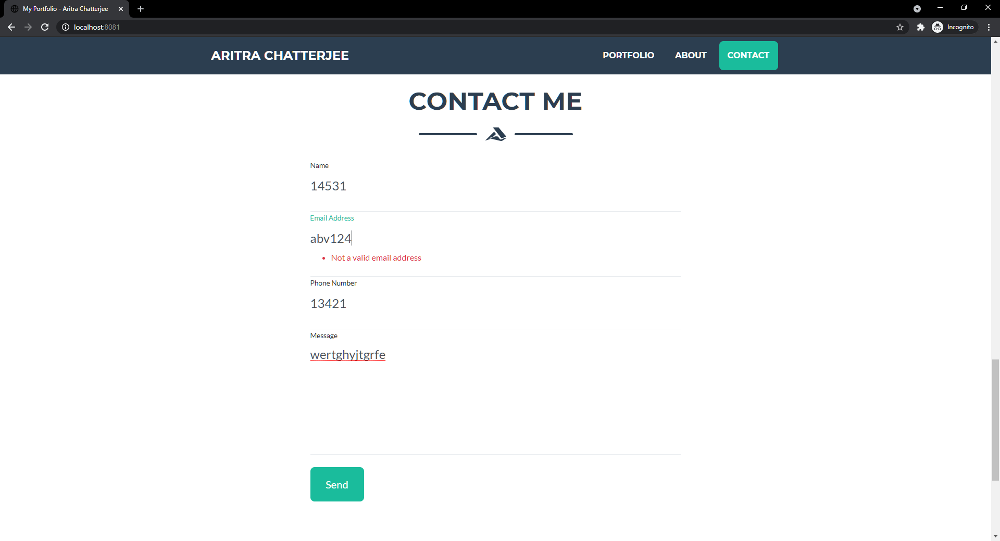 My Portfolio - Aritra Chatterjee
localhost:8081
Incognito
ARITRA CHATTERJEE
PORTFOLIO
ABOUT
CONTACT
CONTACT ME
Name
14531
Email Address
abv124
Not a valid email address
Phone Number
13421
Message
wertghyjtgrfe
Send